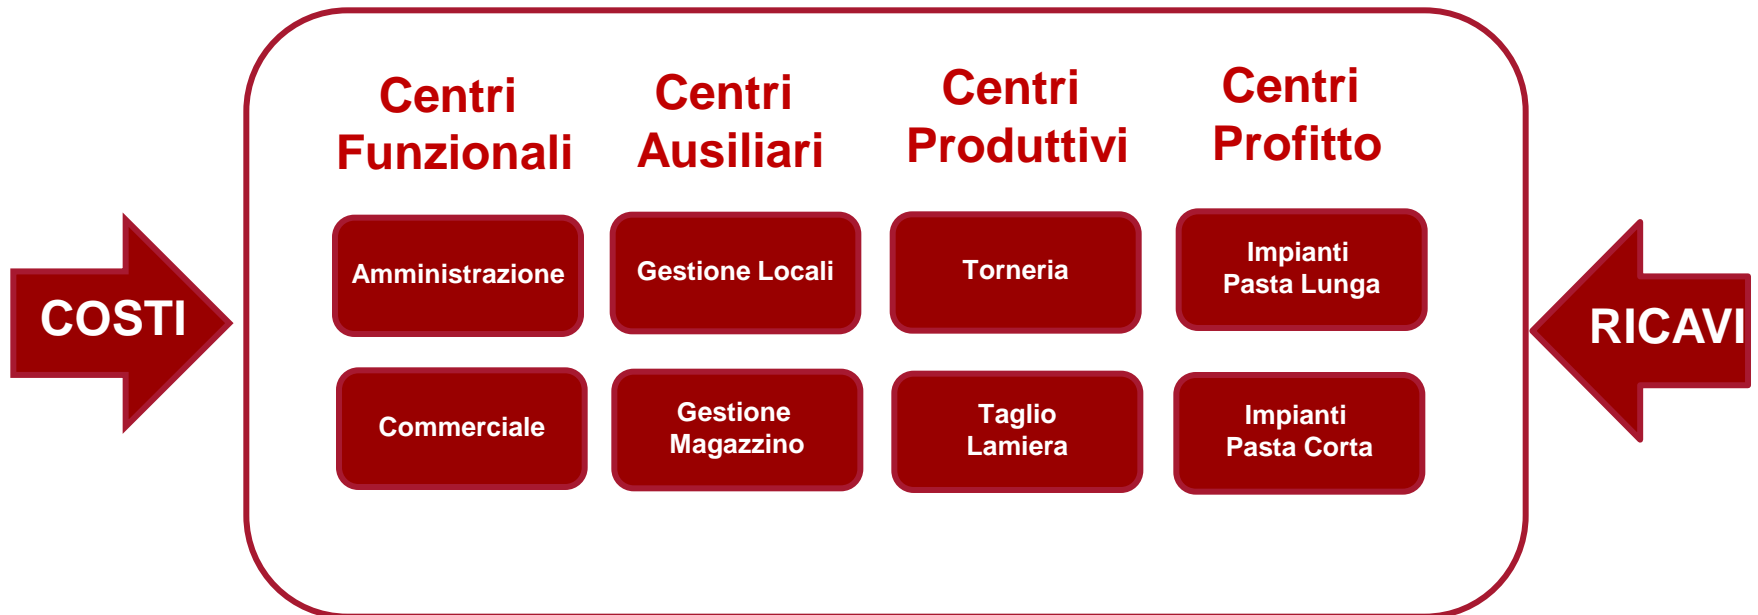 COSTI
Centri
Funzionali
Amministrazione
Commerciale
Centri
Ausiliari
Gestione Locali
Gestione
Magazzino
Centri
Produttivi
Torneria
Taglio
Lamiera
Centri
Profitto
Impianti
Pasta Lunga
Impianti
Pasta Corta
RICAVI